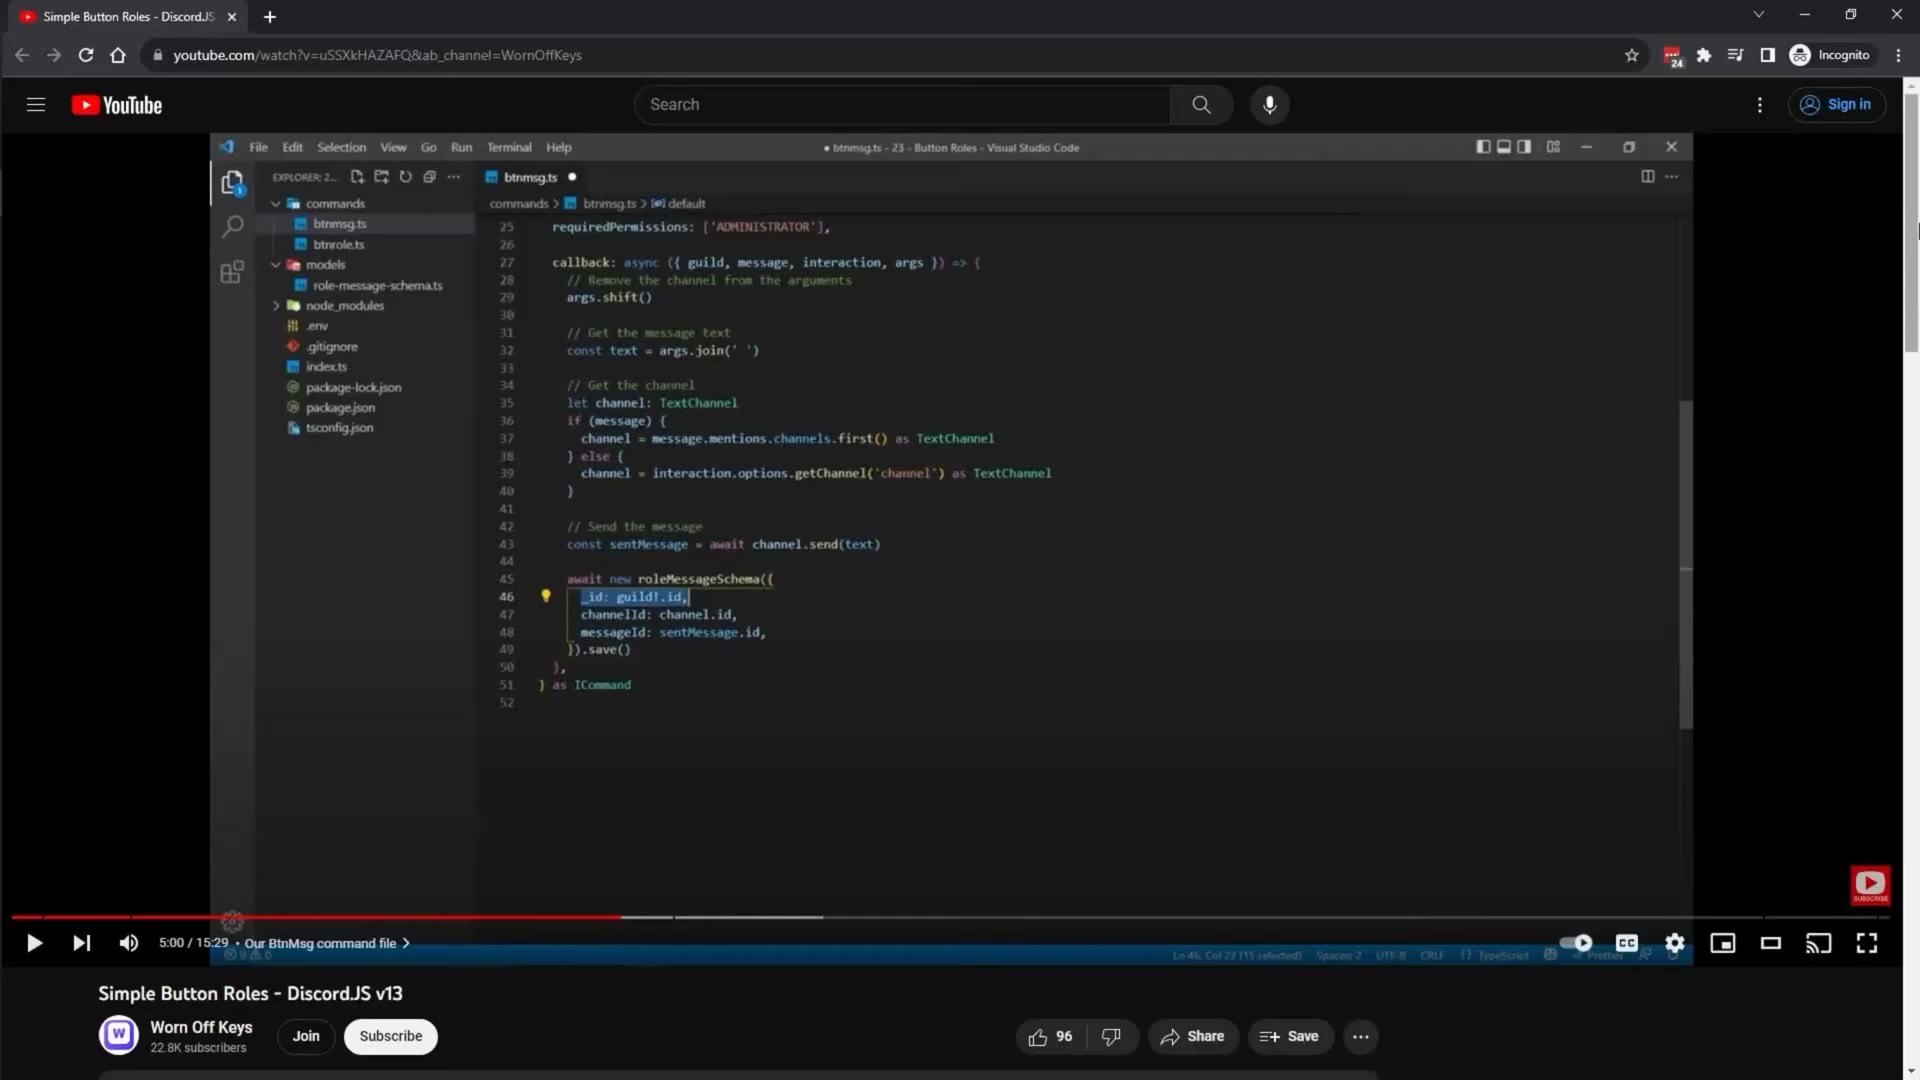 Simple Button Roles - Discord.JS
youtube.com/watch?v=uSSXkHAZAFQ&ab_channel=WornOffKeys
24
Incognito
YouTube
Search
Sign in
File Edit Selection View Go Run Terminal Help
● btnmsg.ts - 23 - Button Roles - Visual Studio Code
EXPLORER: 2...
1
btnmsg.ts
commands > btnmsg.ts > default
commands
btnmsg.ts
btnrole.ts
models
role-message-schema.ts
node_modules
.env
.gitignore
index.ts
package-lock.json
package.json
tsconfig.json
25 requiredPermissions: ['ADMINISTRATOR'],
26
27 callback: async ({ guild, message, interaction, args }) => {
28 // Remove the channel from the arguments
29 args.shift()
30
31 // Get the message text
32 const text = args.join(' ')
33
34 // Get the channel
35 let channel: TextChannel
36 if (message) {
37 channel = message.mentions.channels.first() as TextChannel
38 } else {
39 channel = interaction.options.getChannel('channel') as TextChannel
40 }
41
42 // Send the message
43 const sentMessage = await channel.send(text)
44
45 await new roleMessageSchema({
46 _id: guild!.id,
47 channelId: channel.id,
48 messageId: sentMessage.id,
49 }).save()
50 },
51 } as ICommand
52
SUBSCRIBE
5:00 / 15:29 • Our BtnMsg command file >
CC
Ln 46, Col 22 (15 selected) Spaces: 2 UTF-8 CRLF TypeScript Prettier
Simple Button Roles - Discord.JS v13
W
Worn Off Keys
22.8K subscribers
Join
Subscribe
96
Share
Save